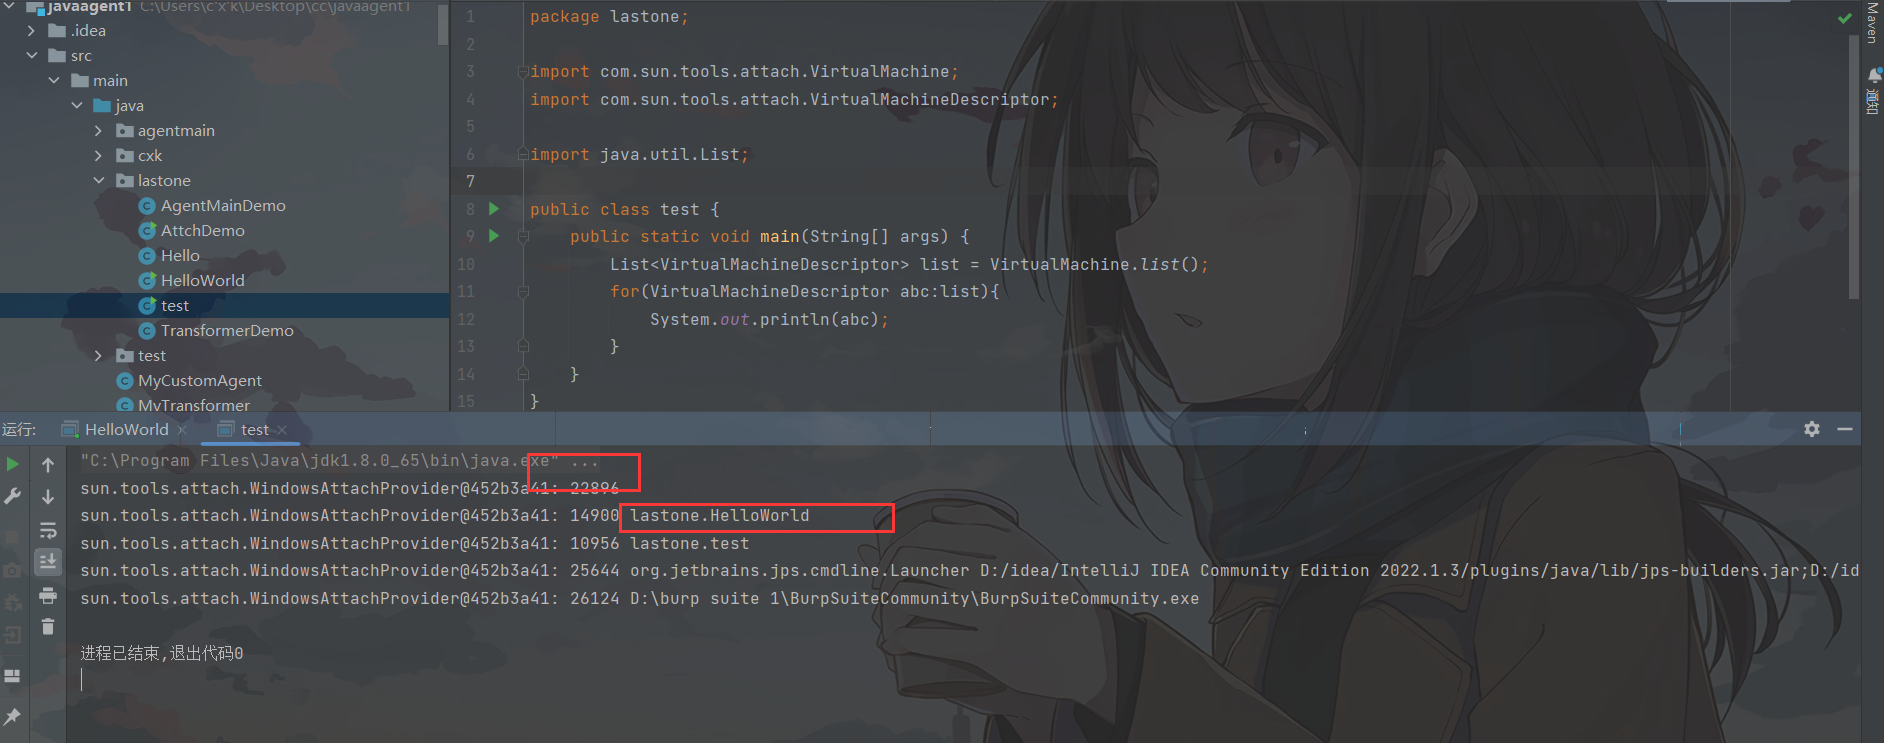 javaagent1 C:\Users\c'x'k\Desktop\cc\javaagent1
.idea
src
main
java
agentmain
cxk
lastone
AgentMainDemo
AttchDemo
Hello
HelloWorld
test
TransformerDemo
test
MyCustomAgent
MyTransformer
1 package lastone;
2
3 import com.sun.tools.attach.VirtualMachine;
4 import com.sun.tools.attach.VirtualMachineDescriptor;
5
6 import java.util.List;
7
8 public class test {
9 public static void main(String[] args) {
10 List<VirtualMachineDescriptor> list = VirtualMachine.list();
11 for(VirtualMachineDescriptor abc:list){
12 System.out.println(abc);
13 }
14 }
15 }
Maven
通知
运行: HelloWorld test
"C:\Program Files\Java\jdk1.8.0_65\bin\java.exe" ...
sun.tools.attach.WindowsAttachProvider@452b3a41: 22896
sun.tools.attach.WindowsAttachProvider@452b3a41: 14900 lastone.HelloWorld
sun.tools.attach.WindowsAttachProvider@452b3a41: 10956 lastone.test
sun.tools.attach.WindowsAttachProvider@452b3a41: 25644 org.jetbrains.jps.cmdline.Launcher D:/idea/IntelliJ IDEA Community Edition 2022.1.3/plugins/java/lib/jps-builders.jar;D:/id
sun.tools.attach.WindowsAttachProvider@452b3a41: 26124 D:\burp suite 1\BurpSuiteCommunity\BurpSuiteCommunity.exe
进程已结束,退出代码0